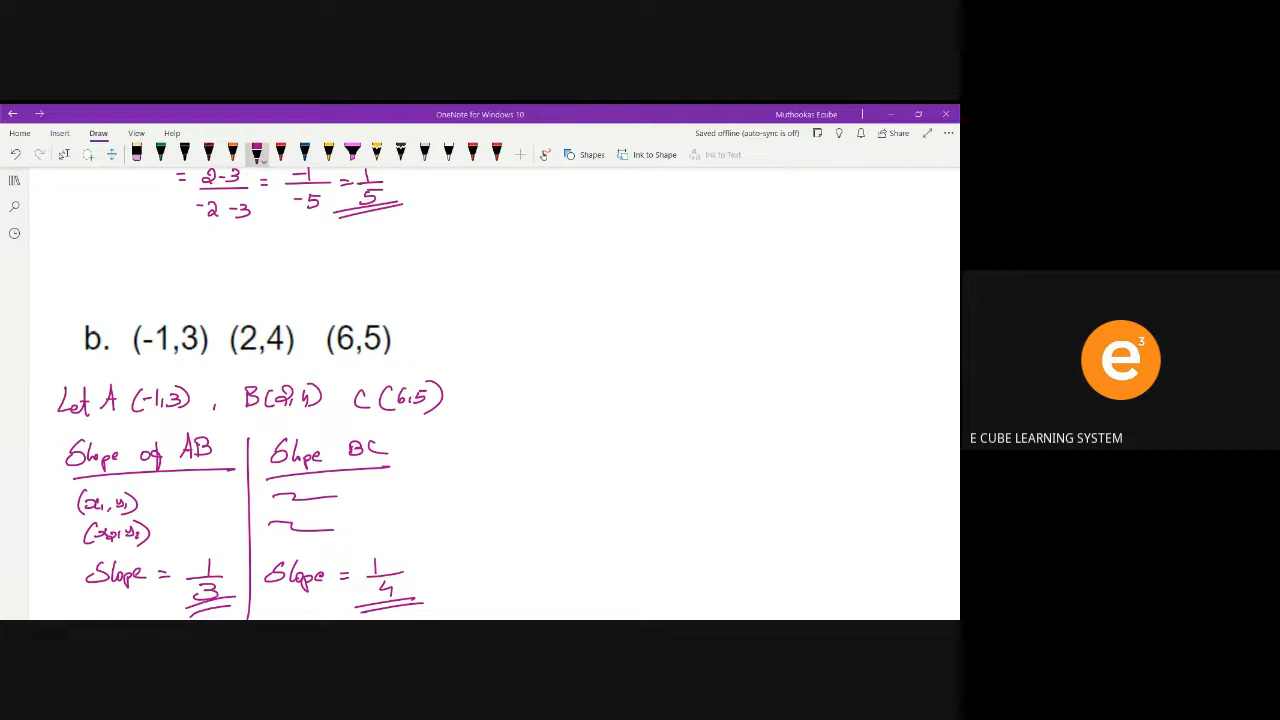 OneNote for Windows 10
Muthookas Ecube
Home Insert Draw View Help
Saved offline (auto-sync is off)
Share
Shapes
Ink to Shape
Ink to Text
= 2-3 / -2 -3 = -1 / -5 = 1 / 5
b. (-1,3) (2,4) (6,5)
Let A (-1,3) , B(2,4) C (6,5)
Slope of AB
(x₁, y₁)
(x₂, y₂)
Slope = 1 / 3
Slope BC
Slope = 1 / 4
e³
E CUBE LEARNING SYSTEM